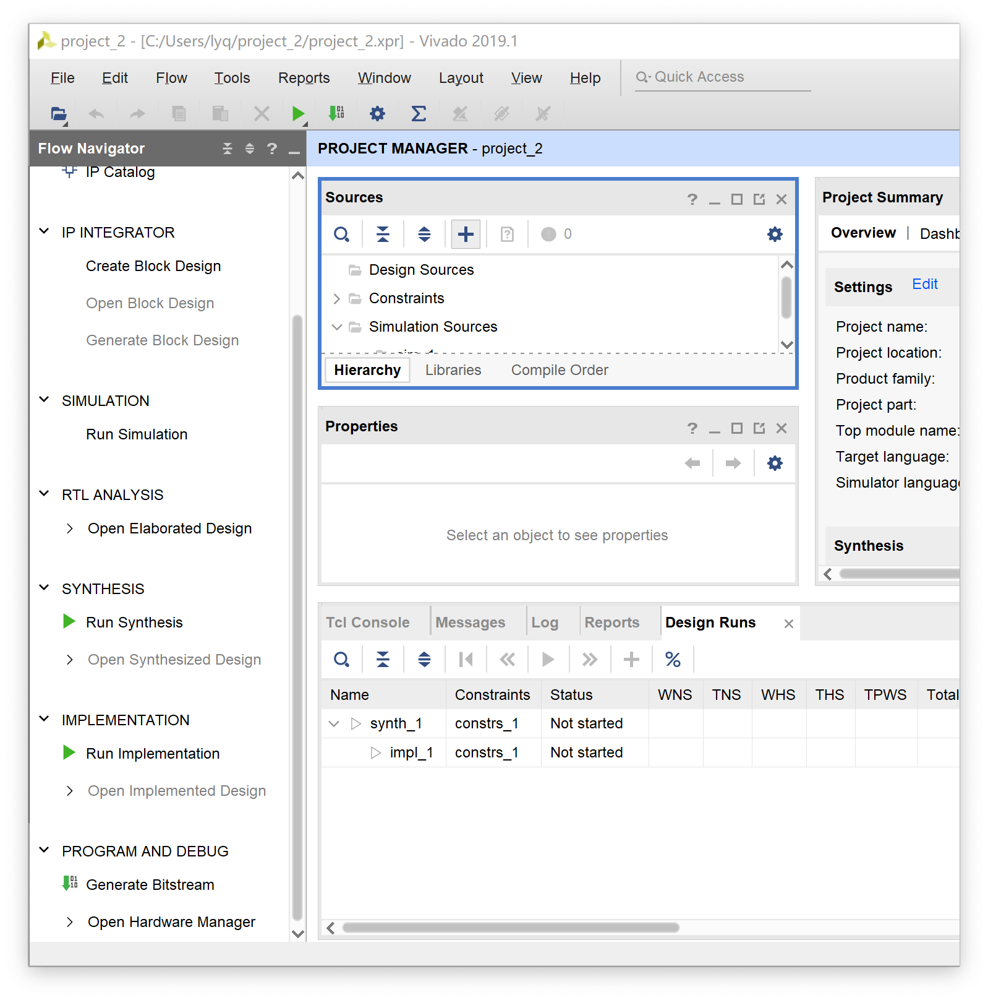 project_2 - [C:/Users/lyq/project_2/project_2.xpr] - Vivado 2019.1
File Edit Flow Tools Reports Window Layout View Help Quick Access
Flow Navigator
IP Catalog
IP INTEGRATOR
Create Block Design
Open Block Design
Generate Block Design
SIMULATION
Run Simulation
RTL ANALYSIS
Open Elaborated Design
SYNTHESIS
Run Synthesis
Open Synthesized Design
IMPLEMENTATION
Run Implementation
Open Implemented Design
PROGRAM AND DEBUG
Generate Bitstream
Open Hardware Manager
PROJECT MANAGER - project_2
Sources
0
Design Sources
Constraints
Simulation Sources
Hierarchy Libraries Compile Order
Properties
Select an object to see properties
Project Summary
Overview | Dashb
Settings Edit
Project name:
Project location:
Product family:
Project part:
Top module name:
Target language:
Simulator language
Synthesis
Tcl Console Messages Log Reports Design Runs
Name Constraints Status WNS TNS WHS THS TPWS Total
synth_1 constrs_1 Not started
impl_1 constrs_1 Not started